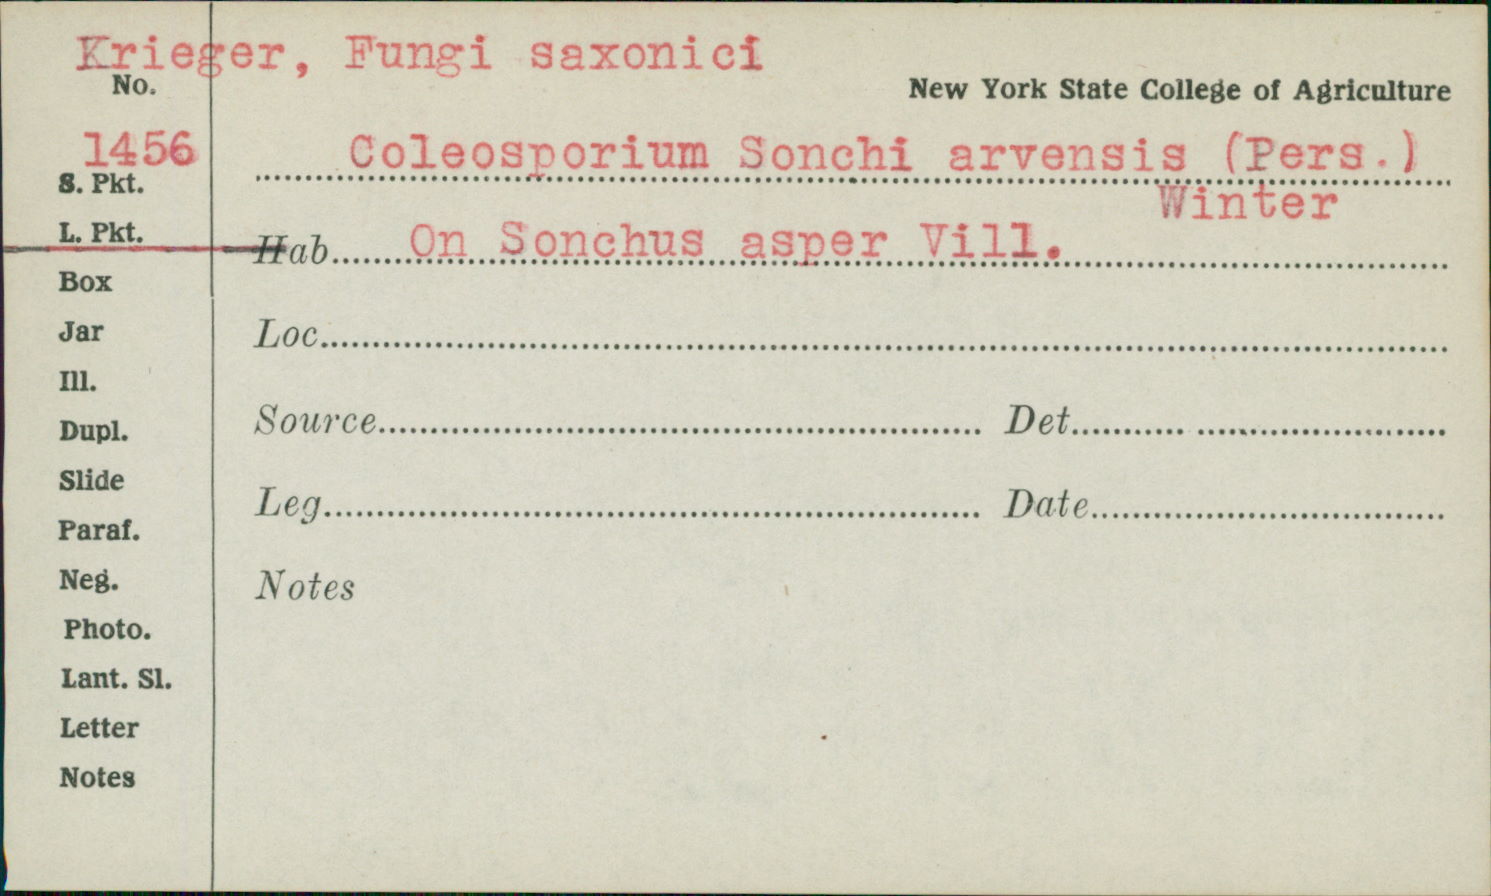 Krieger, Fungi saxonici
No.
New York State College of Agriculture
1456
Coleosporium Sonchi arvensis (Pers.)
Winter
S. Pkt.
L. Pkt.
Hab. On Sonchus asper Vill.
Box
Jar
Loc.
Ill.
Dupl.
Source
Det.
Slide
Leg.
Date
Paraf.
Neg.
Notes
Photo.
Lant. Sl.
Letter
Notes